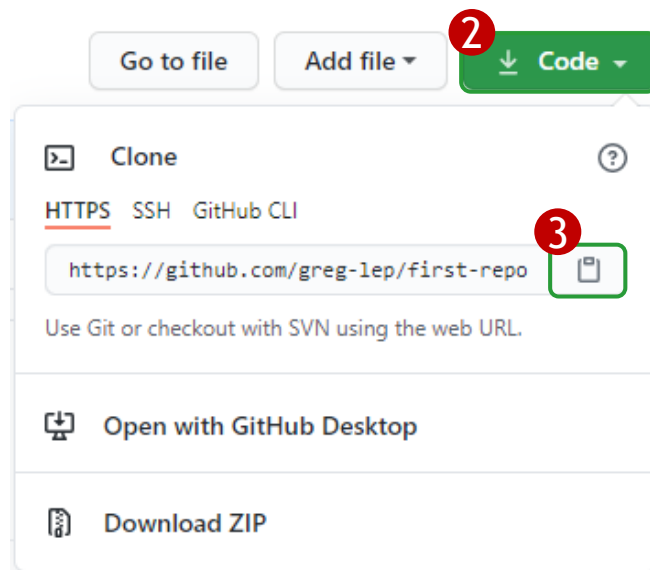 2
Go to file Add file Code
Clone
HTTPS SSH GitHub CLI
3
https://github.com/greg-lep/first-repo
Use Git or checkout with SVN using the web URL.
Open with GitHub Desktop
Download ZIP